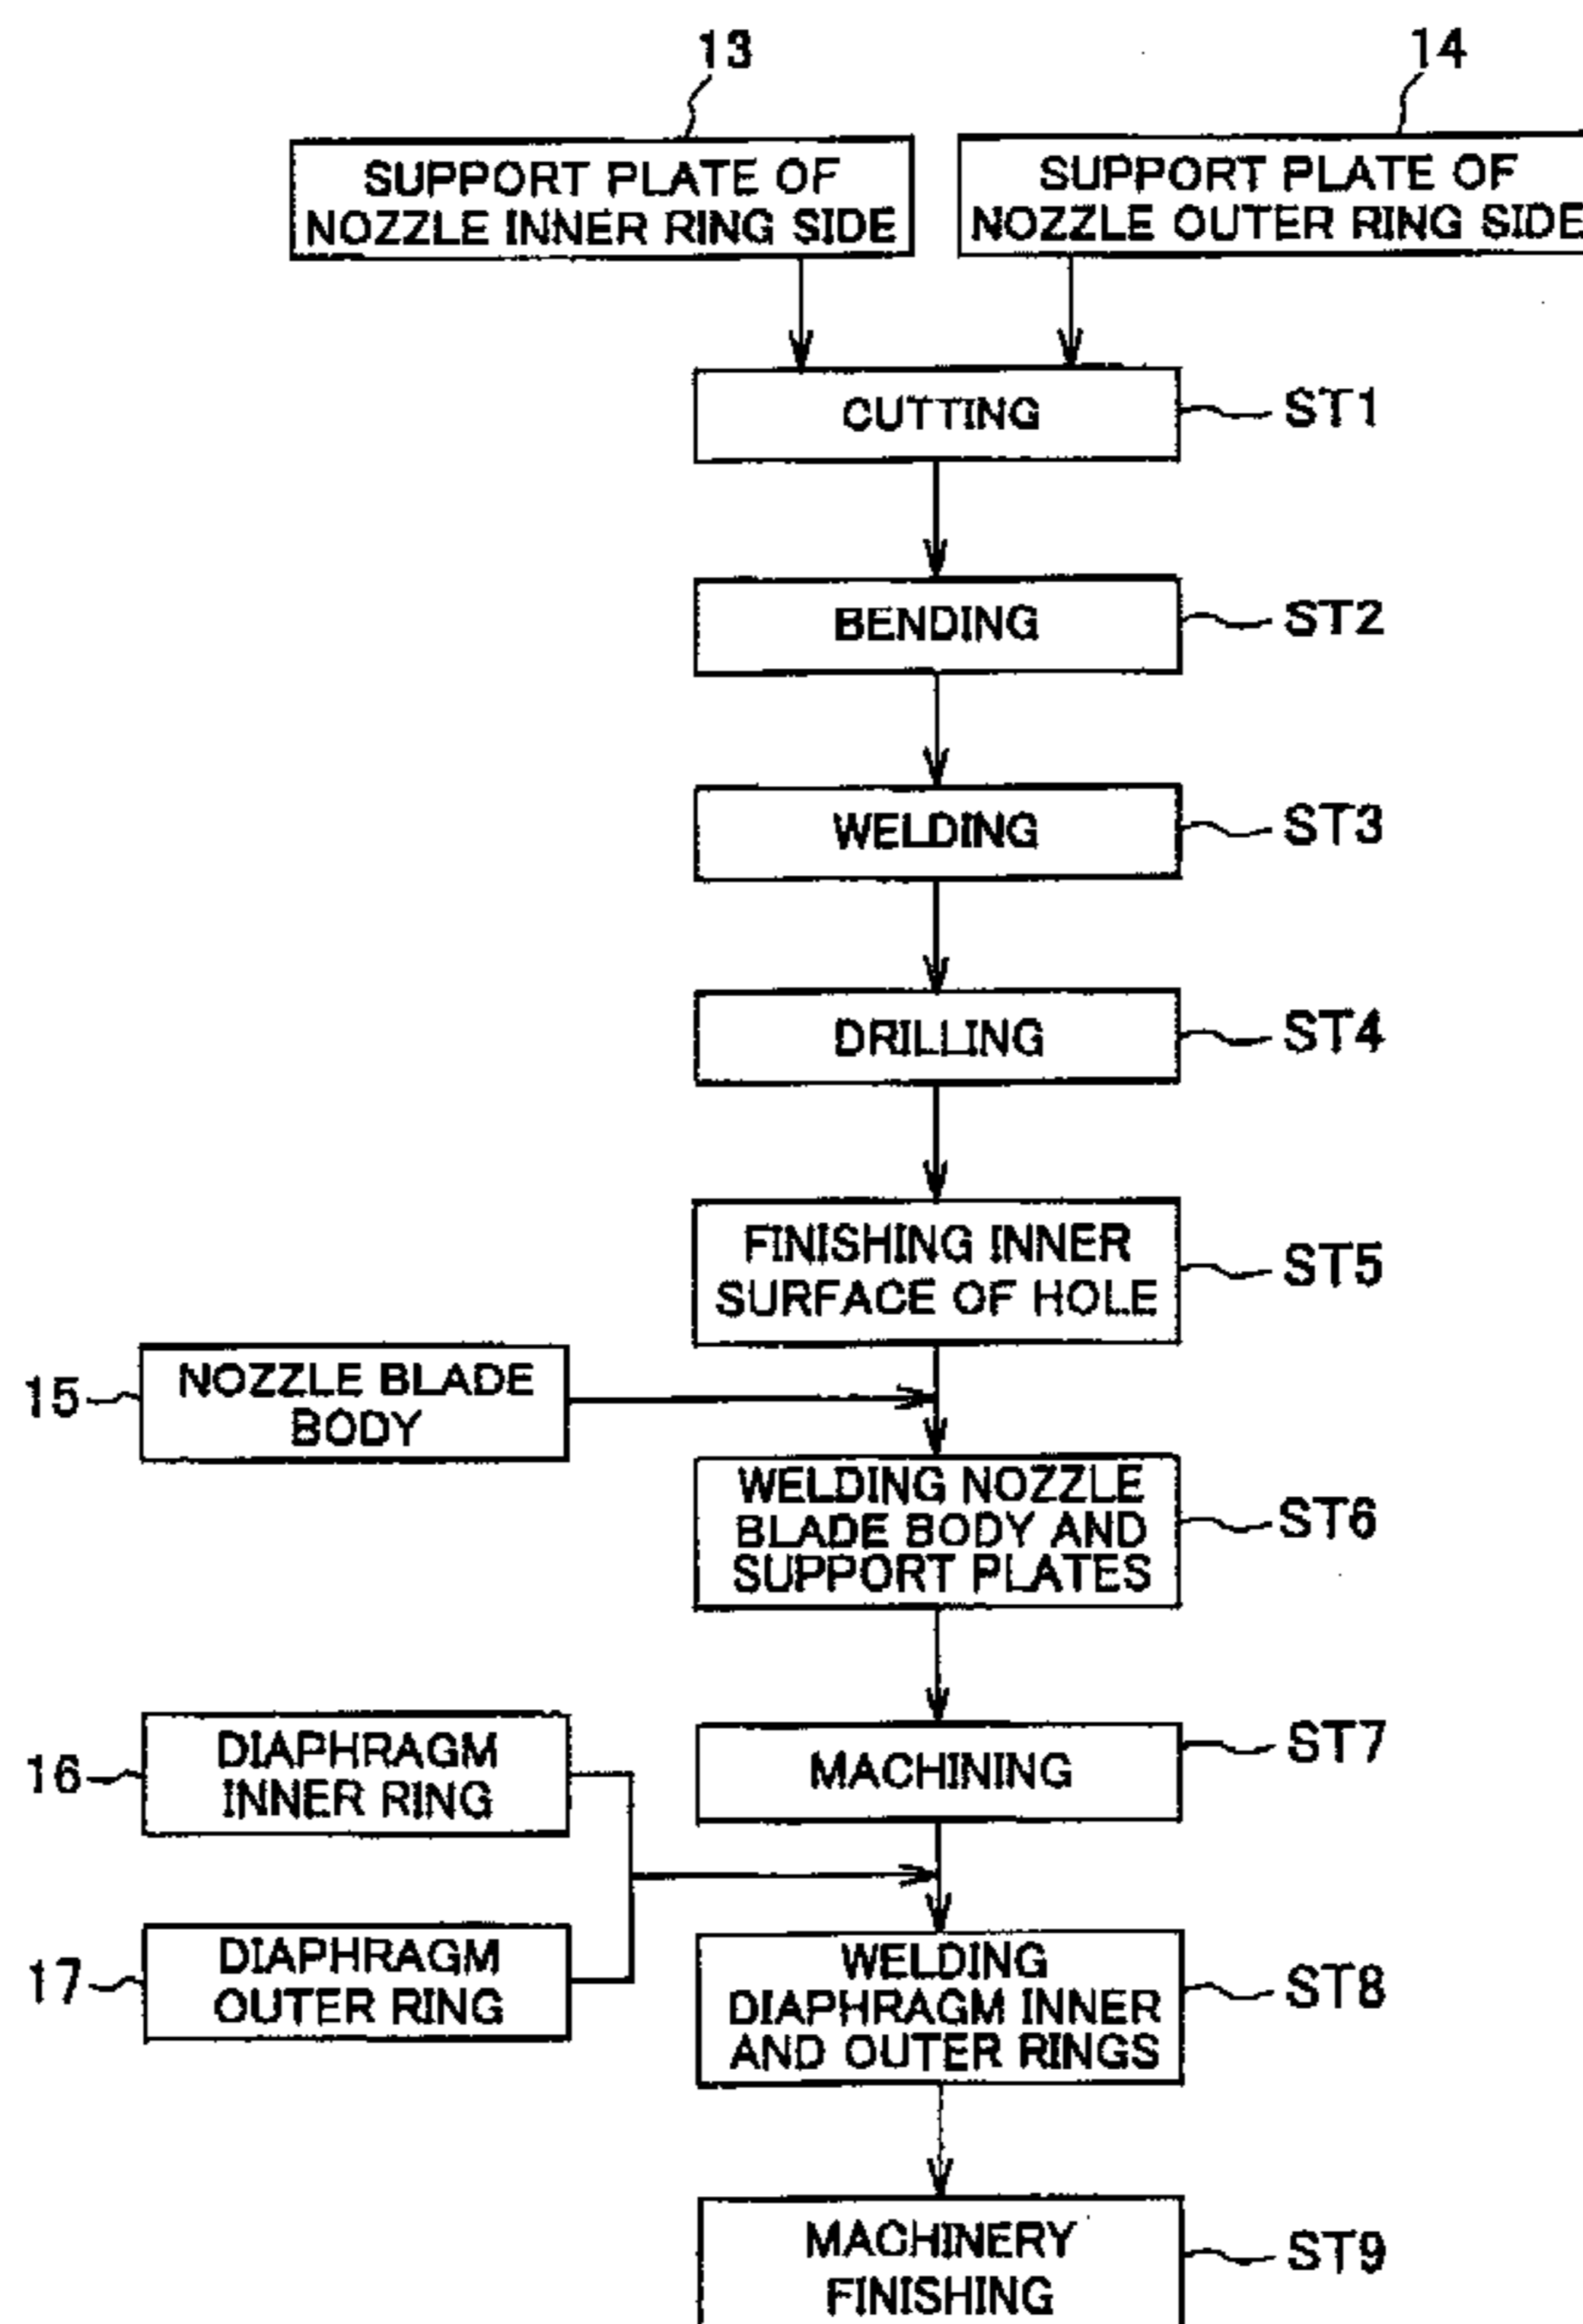 13
14
SUPPORT PLATE OF
NOZZLE INNER RING SIDE
SUPPORT PLATE OF
NOZZLE OUTER RING SIDE
CUTTING
ST1
BENDING
ST2
WELDING
ST3
DRILLING
ST4
FINISHING INNER
SURFACE OF HOLE
ST5
15
NOZZLE BLADE
BODY
WELDING NOZZLE
BLADE BODY AND
SUPPORT PLATES
ST6
16
DIAPHRAGM
INNER RING
MACHINING
ST7
17
DIAPHRAGM
OUTER RING
WELDING
DIAPHRAGM INNER
AND OUTER RINGS
ST8
MACHINERY
FINISHING
ST9